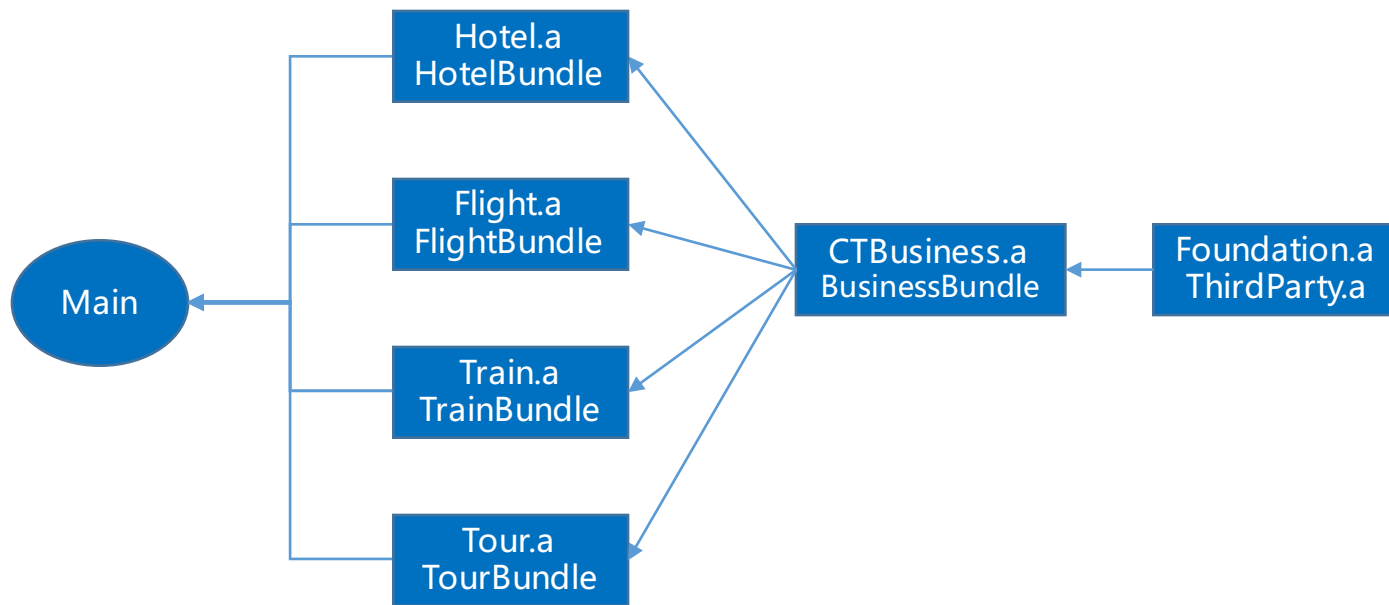 Hotel.a
HotelBundle
Flight.a
FlightBundle
Main
CTBusiness.a
BusinessBundle
Foundation.a
ThirdParty.a
Train.a
TrainBundle
Tour.a
TourBundle